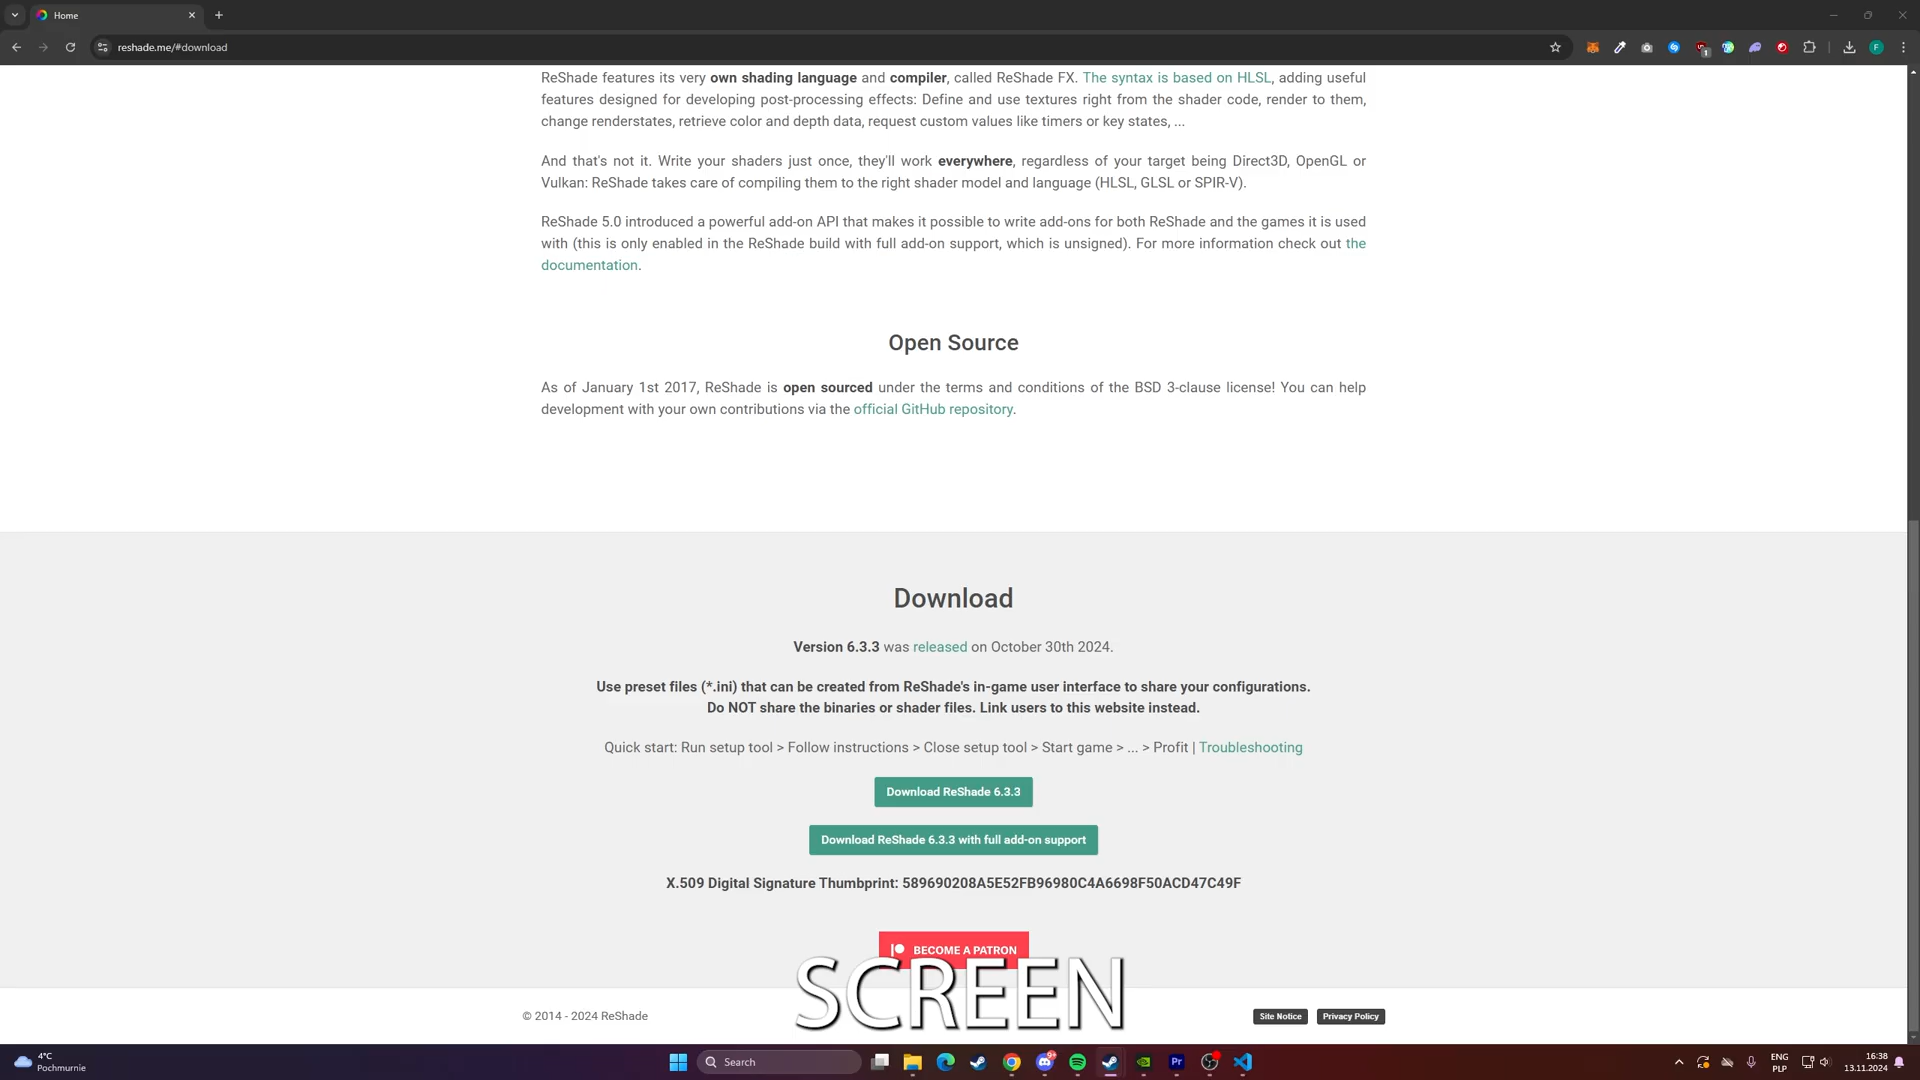 Home
reshade.me/#download
ReShade features its very own shading language and compiler, called ReShade FX. The syntax is based on HLSL, adding useful
features designed for developing post-processing effects: Define and use textures right from the shader code, render to them,
change renderstates, retrieve color and depth data, request custom values like timers or key states, ...
And that's not it. Write your shaders just once, they'll work everywhere, regardless of your target being Direct3D, OpenGL or
Vulkan: ReShade takes care of compiling them to the right shader model and language (HLSL, GLSL or SPIR-V).
ReShade 5.0 introduced a powerful add-on API that makes it possible to write add-ons for both ReShade and the games it is used
with (this is only enabled in the ReShade build with full add-on support, which is unsigned). For more information check out the
documentation.
Open Source
As of January 1st 2017, ReShade is open sourced under the terms and conditions of the BSD 3-clause license! You can help
development with your own contributions via the official GitHub repository.
Download
Version 6.3.3 was released on October 30th 2024.
Use preset files (*.ini) that can be created from ReShade's in-game user interface to share your configurations.
Do NOT share the binaries or shader files. Link users to this website instead.
Quick start: Run setup tool > Follow instructions > Close setup tool > Start game > ... > Profit | Troubleshooting
Download ReShade 6.3.3
Download ReShade 6.3.3 with full add-on support
X.509 Digital Signature Thumbprint: 589690208A5E52FB96980C4A6698F50ACD47C49F
BECOME A PATRON
SCREEN
© 2014 - 2024 ReShade
Site Notice
Privacy Policy
4°C
Pochmurnie
Search
Pr
ENG
PLP
16:38
13.11.2024